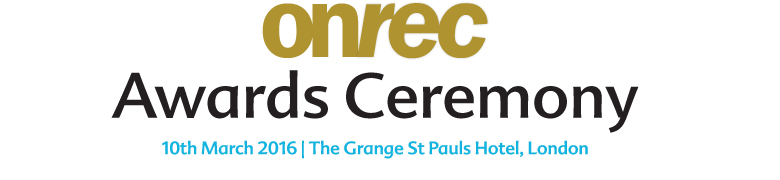 onrec
Awards Ceremony
10th March 2016 | The Grange St Pauls Hotel, London